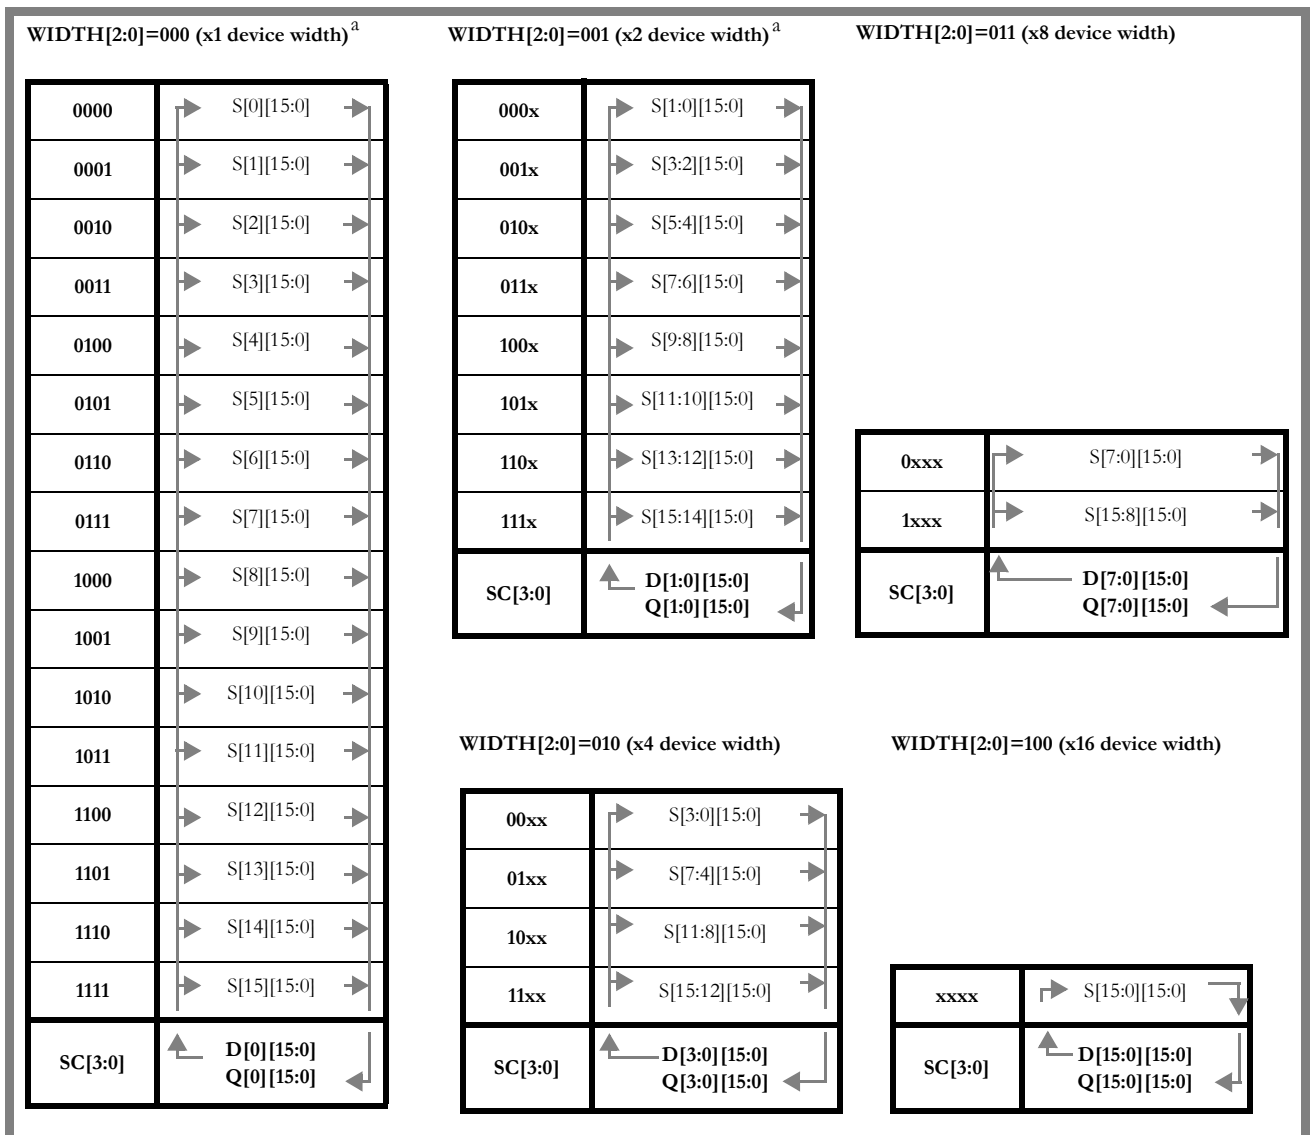 WIDTH[2:0]=000 (x1 device width)a
0000 S[0][15:0]
0001 S[1][15:0]
0010 S[2][15:0]
0011 S[3][15:0]
0100 S[4][15:0]
0101 S[5][15:0]
0110 S[6][15:0]
0111 S[7][15:0]
1000 S[8][15:0]
1001 S[9][15:0]
1010 S[10][15:0]
1011 S[11][15:0]
1100 S[12][15:0]
1101 S[13][15:0]
1110 S[14][15:0]
1111 S[15][15:0]
SC[3:0] D[0][15:0]
Q[0][15:0]
WIDTH[2:0]=001 (x2 device width)a
000x S[1:0][15:0]
001x S[3:2][15:0]
010x S[5:4][15:0]
011x S[7:6][15:0]
100x S[9:8][15:0]
101x S[11:10][15:0]
110x S[13:12][15:0]
111x S[15:14][15:0]
SC[3:0] D[1:0][15:0]
Q[1:0][15:0]
WIDTH[2:0]=011 (x8 device width)
0xxx S[7:0][15:0]
1xxx S[15:8][15:0]
SC[3:0] D[7:0][15:0]
Q[7:0][15:0]
WIDTH[2:0]=010 (x4 device width)
00xx S[3:0][15:0]
01xx S[7:4][15:0]
10xx S[11:8][15:0]
11xx S[15:12][15:0]
SC[3:0] D[3:0][15:0]
Q[3:0][15:0]
WIDTH[2:0]=100 (x16 device width)
xxxx S[15:0][15:0]
SC[3:0] D[15:0][15:0]
Q[15:0][15:0]